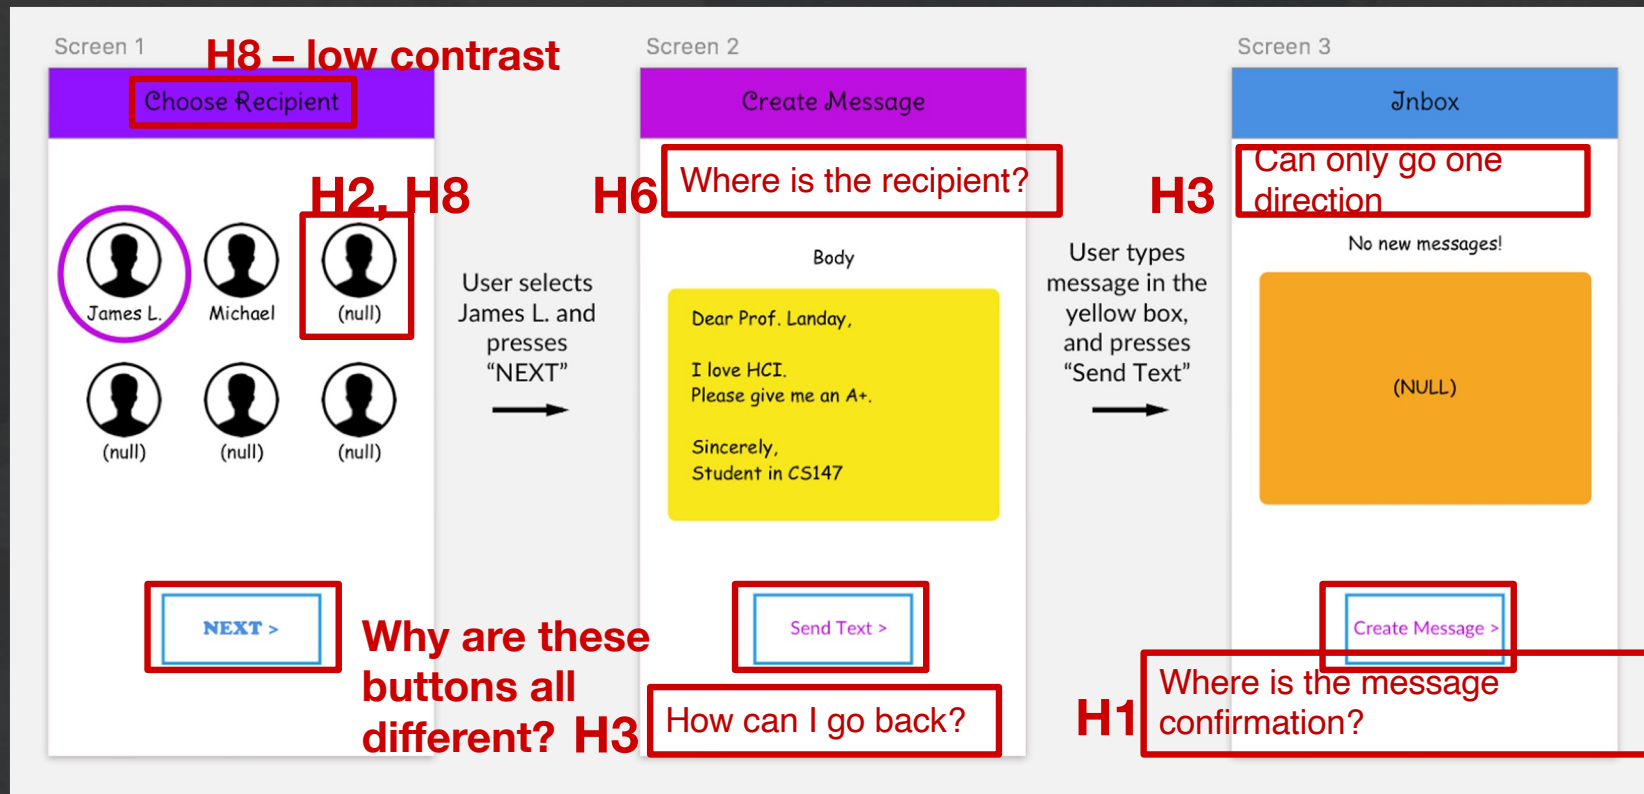 Screen 1
H8 – low contrast
Choose Recipient
H2, H8
James L.
Michael
(null)
(null)
(null)
(null)
NEXT >
Why are these
buttons all
different?
User selects
James L. and
presses
“NEXT”
Screen 2
Create Message
H6
Where is the recipient?
Body
Dear Prof. Landay,
I love HCI.
Please give me an A+.
Sincerely,
Student in CS147
Send Text >
H3
How can I go back?
User types
message in the
yellow box,
and presses
“Send Text”
Screen 3
Inbox
H3
Can only go one
direction
No new messages!
(NULL)
Create Message >
H1
Where is the message
confirmation?